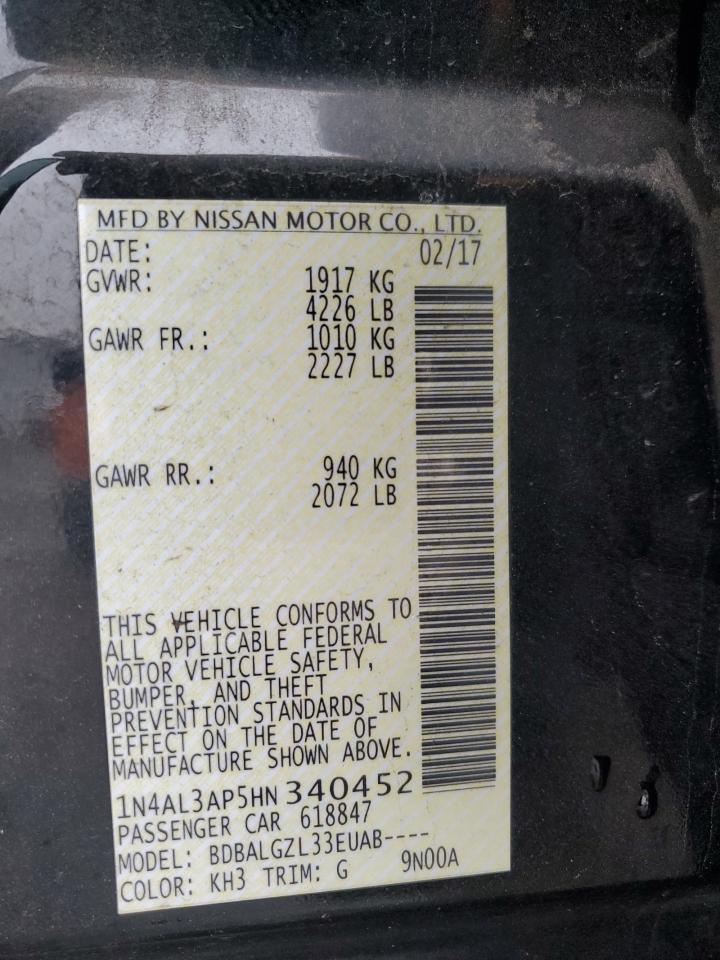 MFD BY NISSAN MOTOR CO., LTD.
DATE: 02/17
GVWR: 1917 KG
4226 LB
GAWR FR.: 1010 KG
2227 LB
GAWR RR.: 940 KG
2072 LB
THIS VEHICLE CONFORMS TO
ALL APPLICABLE FEDERAL
MOTOR VEHICLE SAFETY,
BUMPER, AND THEFT
PREVENTION STANDARDS IN
EFFECT ON THE DATE OF
MANUFACTURE SHOWN ABOVE.
1N4AL3AP5HN340452
PASSENGER CAR 618847
MODEL: BDBALGZL33EUAB----
COLOR: KH3 TRIM: G 9N00A